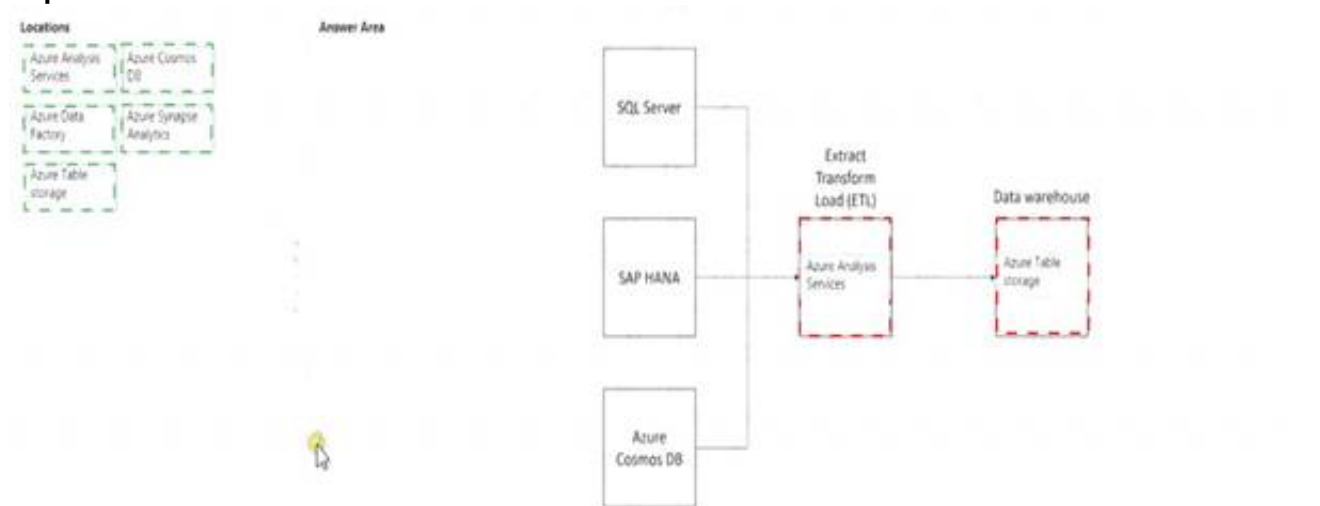 Locations
Answer Area
Azure Analysis
Services
Azure Cosmos
DB
Azure Data
Factory
Azure Synapse
Analytics
Azure Table
storage
SQL Server
SAP HANA
Azure
Cosmos DB
Extract
Transform
Load (ETL)
Azure Analysis
Services
Data warehouse
Azure Table
storage